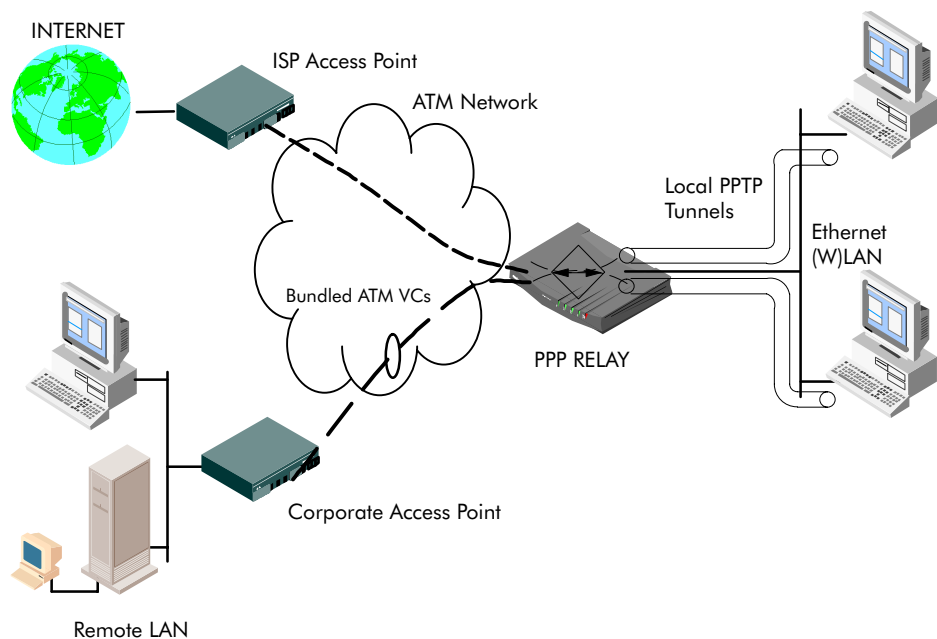 INTERNET
ISP Access Point
ATM Network
Local PPTP
Tunnels
Ethernet
(W)LAN
Bundled ATM VCs
PPP RELAY
Corporate Access Point
Remote LAN